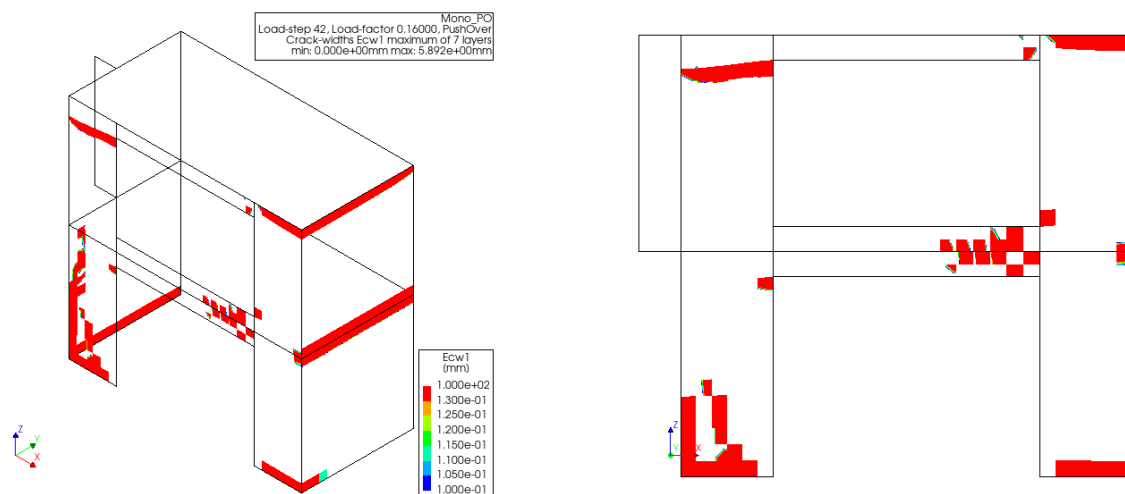 Mono_PO
Load-step 42, Load-factor 0.16000, PushOver
Crack-widths Ecw1 maximum of 7 layers
min: 0.000e+00mm max: 5.892e+00mm
Ecw1
(mm)
1.000e+02
1.300e-01
1.250e-01
1.200e-01
1.150e-01
1.100e-01
1.050e-01
1.000e-01
Z
Y
X
Z
Y
X